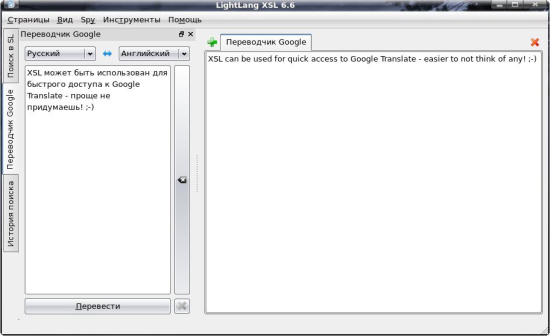 LightLang XSL 6.6
Страницы Вид Spy Инструменты Помощь
Переводчик Google
Поиск в SL
Переводчик Google
История поиска
Русский Английский
XSL может быть использован для
быстрого доступа к Google
Translate - проще не
придумаешь! ;-)
Перевести
Переводчик Google
XSL can be used for quick access to Google Translate - easier to not think of any! ;-)